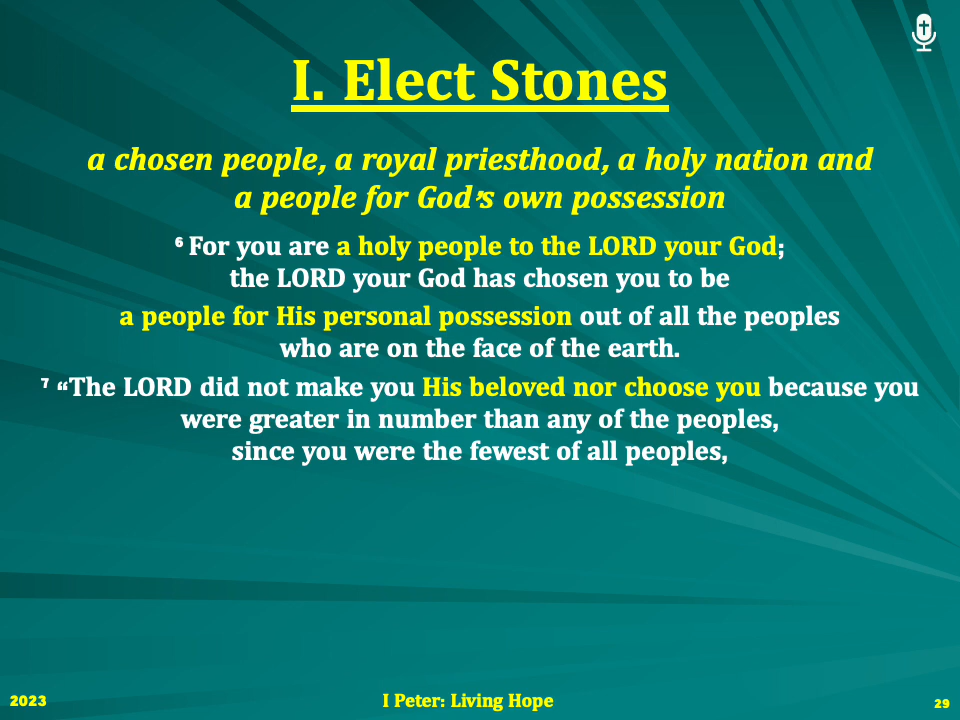 I. Elect Stones
a chosen people, a royal priesthood, a holy nation and
a people for God’s own possession
⁶ For you are a holy people to the LORD your God;
the LORD your God has chosen you to be
a people for His personal possession out of all the peoples
who are on the face of the earth.
⁷ “The LORD did not make you His beloved nor choose you because you
were greater in number than any of the peoples,
since you were the fewest of all peoples,
2023
I Peter: Living Hope
29